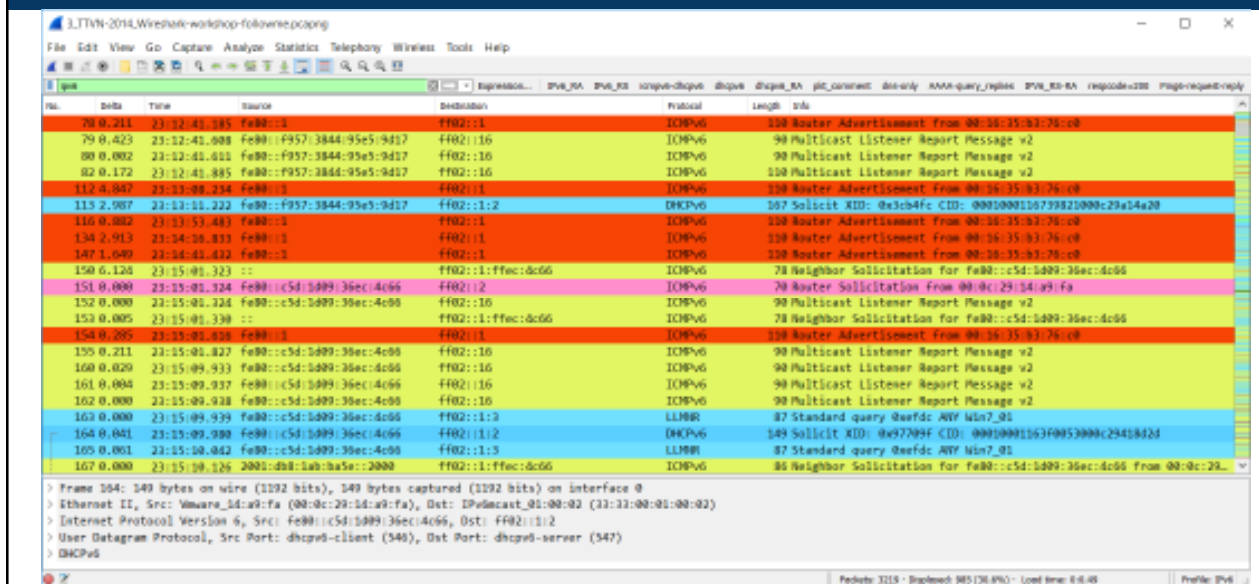 3_TTVN-2014_Wireshark-workshop-followme.pcapng
File Edit View Go Capture Analyze Statistics Telephony Wireless Tools Help
ipv6 Expression... IPv6_RA IPv6_RS icmpv6-dhcpv6 dhcpv6 dhcpv6_RA pkt_comment dns-only AAAA-query_replies IPV6_RS-RA respcode=200
No. Delta Time Source Destination Protocol Length Info
78 0.211 23:12:41.185 fe80::1 ff02::1 ICMPv6 110 Router Advertisement from 00:16:35:b3:76:c0
79 0.423 23:12:41.608 fe80::f957:3844:95e5:9d17 ff02::16 ICMPv6 90 Multicast Listener Report Message v2
80 0.002 23:12:41.611 fe80::f957:3844:95e5:9d17 ff02::16 ICMPv6 90 Multicast Listener Report Message v2
82 0.172 23:12:41.885 fe80::f957:3844:95e5:9d17 ff02::16 ICMPv6 110 Multicast Listener Report Message v2
112 4.847 23:13:08.234 fe80::1 ff02::1 ICMPv6 110 Router Advertisement from 00:16:35:b3:76:c0
113 2.987 23:13:11.222 fe80::f957:3844:95e5:9d17 ff02::1:2 DHCPv6 167 Solicit XID: 0x3cb4fc CID: 0001000116739821000c29a14a20
116 0.882 23:13:53.483 fe80::1 ff02::1 ICMPv6 110 Router Advertisement from 00:16:35:b3:76:c0
134 2.913 23:14:16.833 fe80::1 ff02::1 ICMPv6 110 Router Advertisement from 00:16:35:b3:76:c0
147 1.649 23:14:41.432 fe80::1 ff02::1 ICMPv6 110 Router Advertisement from 00:16:35:b3:76:c0
150 6.124 23:15:01.323 :: ff02::1:ffec:4c66 ICMPv6 78 Neighbor Solicitation for fe80::c5d:1d09:36ec:4c66
151 0.000 23:15:01.324 fe80::c5d:1d09:36ec:4c66 ff02::2 ICMPv6 70 Router Solicitation from 00:0c:29:1d:a9:fa
152 0.000 23:15:01.324 fe80::c5d:1d09:36ec:4c66 ff02::16 ICMPv6 90 Multicast Listener Report Message v2
153 0.005 23:15:01.330 :: ff02::1:ffec:4c66 ICMPv6 78 Neighbor Solicitation for fe80::c5d:1d09:36ec:4c66
154 0.285 23:15:01.616 fe80::1 ff02::1 ICMPv6 110 Router Advertisement from 00:16:35:b3:76:c0
155 0.211 23:15:01.827 fe80::c5d:1d09:36ec:4c66 ff02::16 ICMPv6 90 Multicast Listener Report Message v2
160 0.029 23:15:09.933 fe80::c5d:1d09:36ec:4c66 ff02::16 ICMPv6 90 Multicast Listener Report Message v2
161 0.004 23:15:09.937 fe80::c5d:1d09:36ec:4c66 ff02::16 ICMPv6 90 Multicast Listener Report Message v2
162 0.000 23:15:09.938 fe80::c5d:1d09:36ec:4c66 ff02::16 ICMPv6 90 Multicast Listener Report Message v2
163 0.000 23:15:09.939 fe80::c5d:1d09:36ec:4c66 ff02::1:3 LLMNR 87 Standard query 0xefdc ANY Win7_01
164 0.041 23:15:09.980 fe80::c5d:1d09:36ec:4c66 ff02::1:2 DHCPv6 149 Solicit XID: 0x97709f CID: 00010001163f0053000c29418d2d
165 0.061 23:15:10.042 fe80::c5d:1d09:36ec:4c66 ff02::1:3 LLMNR 87 Standard query 0xefdc ANY Win7_01
167 0.000 23:15:10.126 2001:db8:1ab:ba5e::2000 ff02::1:ffec:4c66 ICMPv6 86 Neighbor Solicitation for fe80::c5d:1d09:36ec:4c66 from 00:0c:29...
> Frame 164: 149 bytes on wire (1192 bits), 149 bytes captured (1192 bits) on interface 0
> Ethernet II, Src: Vmware_1d:a9:fa (00:0c:29:1d:a9:fa), Dst: IPv6mcast_01:00:02 (33:33:00:01:00:02)
> Internet Protocol Version 6, Src: fe80::c5d:1d09:36ec:4c66, Dst: ff02::1:2
> User Datagram Protocol, Src Port: dhcpv6-client (546), Dst Port: dhcpv6-server (547)
> DHCPv6
Packets: 3219 · Displayed: 985 (30.6%) · Load time: 0:0.49 Profile: IPv6